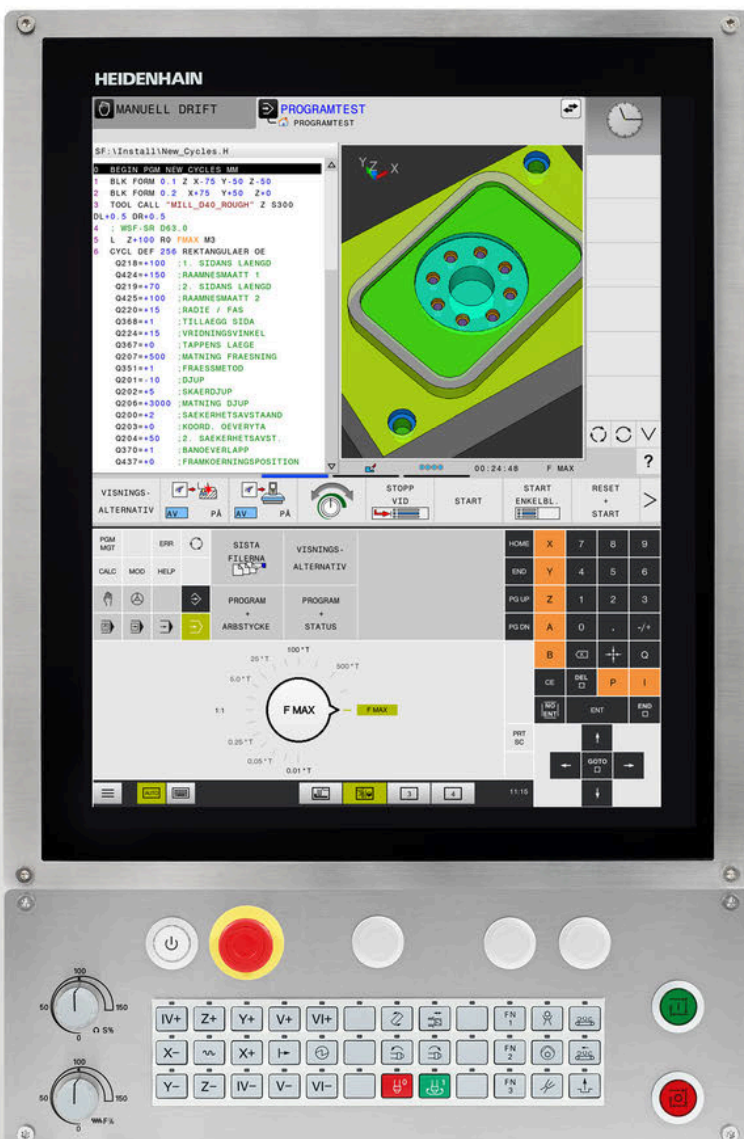 HEIDENHAIN
MANUELL DRIFT
PROGRAMTEST
PROGRAMTEST
SF:\Install\New_Cycles.H
0 BEGIN PGM NEW_CYCLES MM
1 BLK FORM 0.1 Z X-75 Y-50 Z-50
2 BLK FORM 0.2 X+75 Y+50 Z+0
3 TOOL CALL "MILL_D40_ROUGH" Z S300
DL+0.5 DR+0.5
4 ; WSF-SR D63.0
5 L Z+100 R0 FMAX M3
6 CYCL DEF 256 REKTANGULAER OE
Q218=+100 ;1. SIDANS LAENGD
Q424=+150 ;RAAMNESMAATT 1
Q219=+70 ;2. SIDANS LAENGD
Q425=+100 ;RAAMNESMAATT 2
Q220=+15 ;RADIE / FAS
Q368=+1 ;TILLAEGG SIDA
Q224=+15 ;VRIDNINGSVINKEL
Q367=+0 ;TAPPENS LAEGE
Q207=+500 ;MATNING FRAESNING
Q351=+1 ;FRAESMETOD
Q201=-10 ;DJUP
Q202=+5 ;SKAERDJUP
Q206=+3000 ;MATNING DJUP
Q200=+2 ;SAEKERHETSAVSTAAND
Q203=+0 ;KOORD. OEVERYTA
Q204=+50 ;2. SAEKERHETSAVST.
Q370=+1 ;BANOEVERLAPP
Q437=+0 ;FRAMKOERNINGSPOSITION
Y Z X
00:24:48 F MAX
?
VISNINGS-
ALTERNATIV
AV PÅ
AV PÅ
STOPP
VID
START
START
ENKELBL.
RESET
+
START
PGM
MGT
ERR
CALC MOD HELP
SISTA
FILERNA
VISNINGS-
ALTERNATIV
PROGRAM
+
ARBSTYCKE
PROGRAM
+
STATUS
HOME X 7 8 9
END Y 4 5 6
PG UP Z 1 2 3
PG DN A 0 . -/+
B Q
CE DEL P I
NO
ENT
ENT
END
PRT
SC
GOTO
100*T
25*T
500*T
5.0*T
1:1
F MAX
F MAX
0.25*T
0.05*T
0.01*T
AUTO
3
4
11:15
100
50 150
0
S%
100
50 150
0
F%
IV+ Z+ Y+ V+ VI+ FN 1
X- X+ FN 2
Y- Z- IV- V- VI- 0 1 FN 3